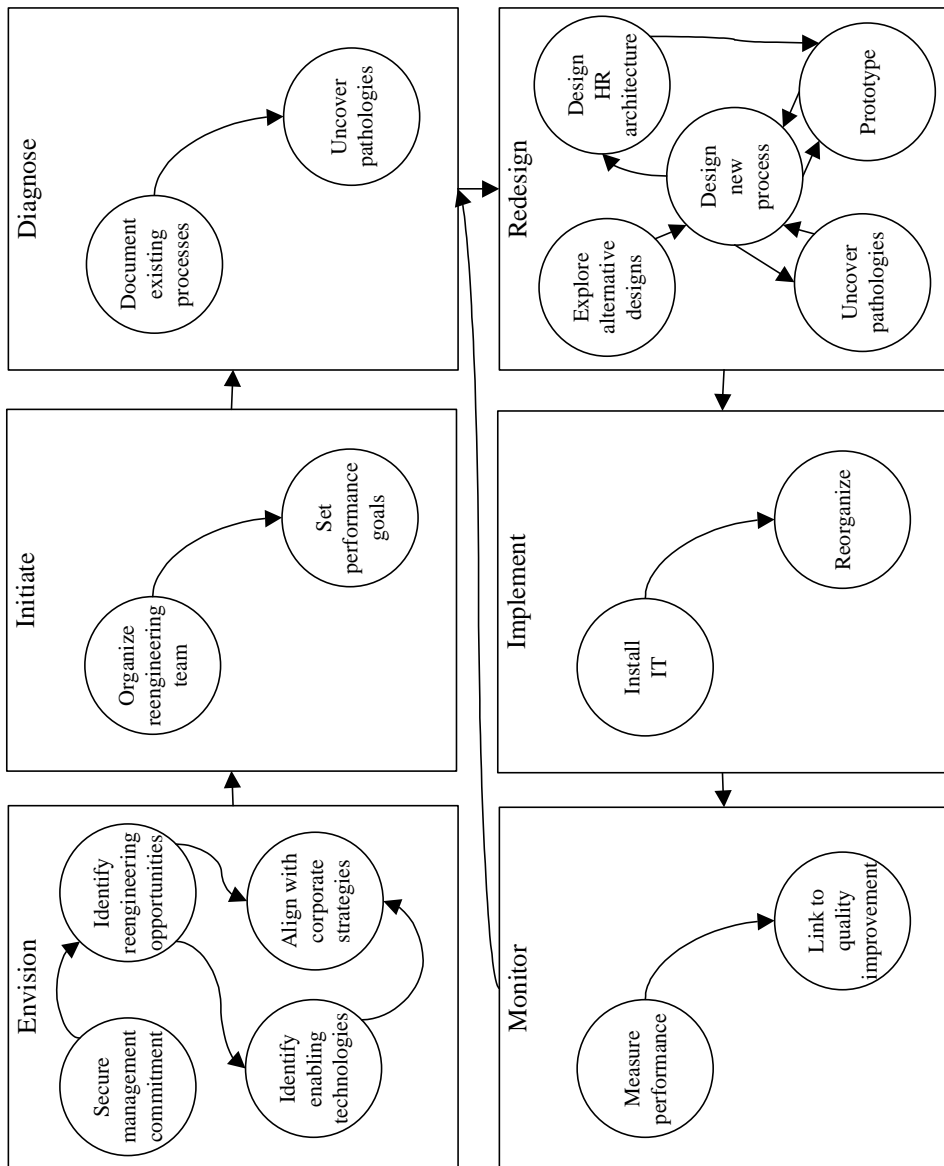 Envision
Secure
management
commitment
Identify
reengineering
opportunities
Identify
enabling
technologies
Align with
corporate
strategies
Initiate
Organize
reengineering
team
Set
performance
goals
Diagnose
Document
existing
processes
Uncover
pathologies
Monitor
Measure
performance
Link to
quality
improvement
Implement
Install
IT
Reorganize
Redesign
Explore
alternative
designs
Design
HR
architecture
Design
new
process
Uncover
pathologies
Prototype